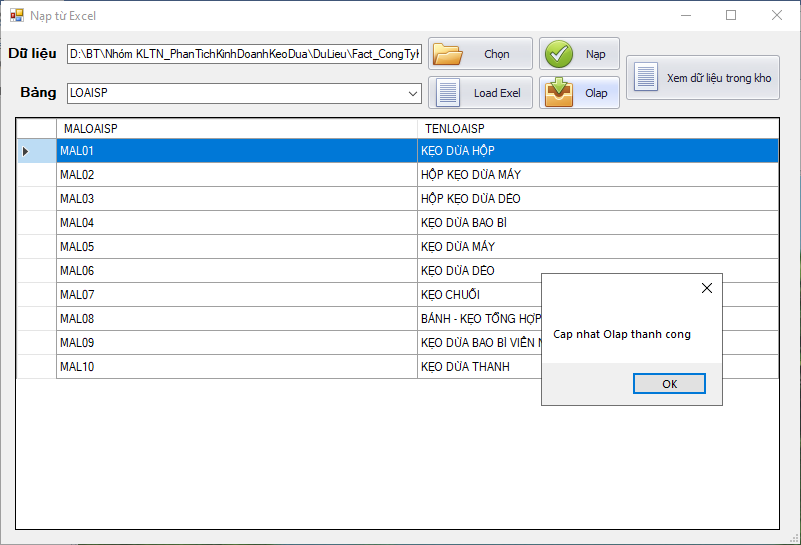 Nạp từ Excel
Dữ liệu D:\BT\Nhóm KLTN_PhanTichKinhDoanhKeoDua\DuLieu\Fact_CongTy Chọn Nạp
Xem dữ liệu trong kho
Bảng LOAISP Load Exel Olap
MALOAISP TENLOAISP
MAL01 KẸO DỪA HỘP
MAL02 HỘP KẸO DỪA MÁY
MAL03 HỘP KẸO DỪA DẺO
MAL04 KẸO DỪA BAO BÌ
MAL05 KẸO DỪA MÁY
MAL06 KẸO DỪA DẺO
MAL07 KẸO CHUỐI
MAL08 BÁNH - KẸO TỔNG HỢP
MAL09 KẸO DỪA BAO BÌ VIÊN
MAL10 KẸO DỪA THANH
Cap nhat Olap thanh cong
OK